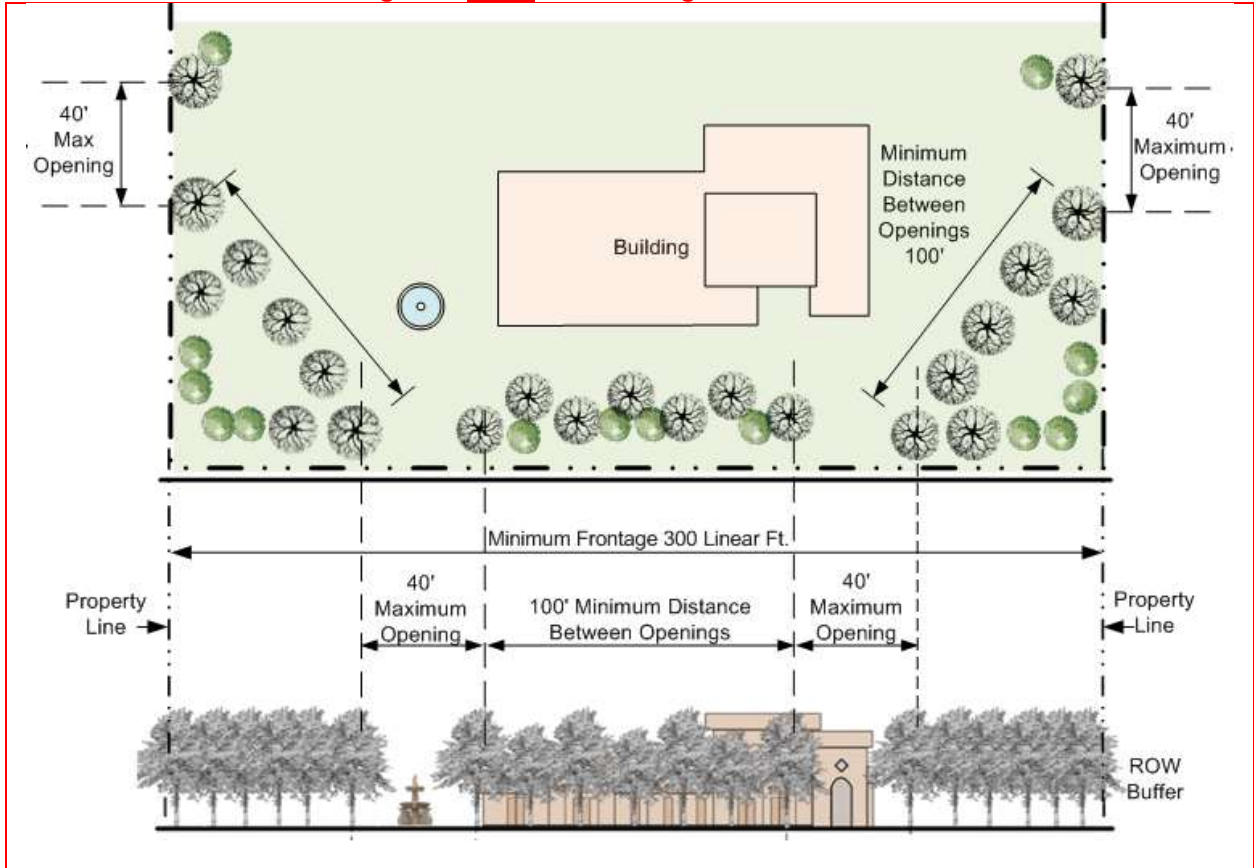 40'
Max
Opening
Minimum
Distance
Between
Openings
100'
40'
Maximum
Opening
Building
Minimum Frontage 300 Linear Ft.
Property
Line
40'
Maximum
Opening
100' Minimum Distance
Between Openings
40'
Maximum
Opening
Property
Line
ROW
Buffer